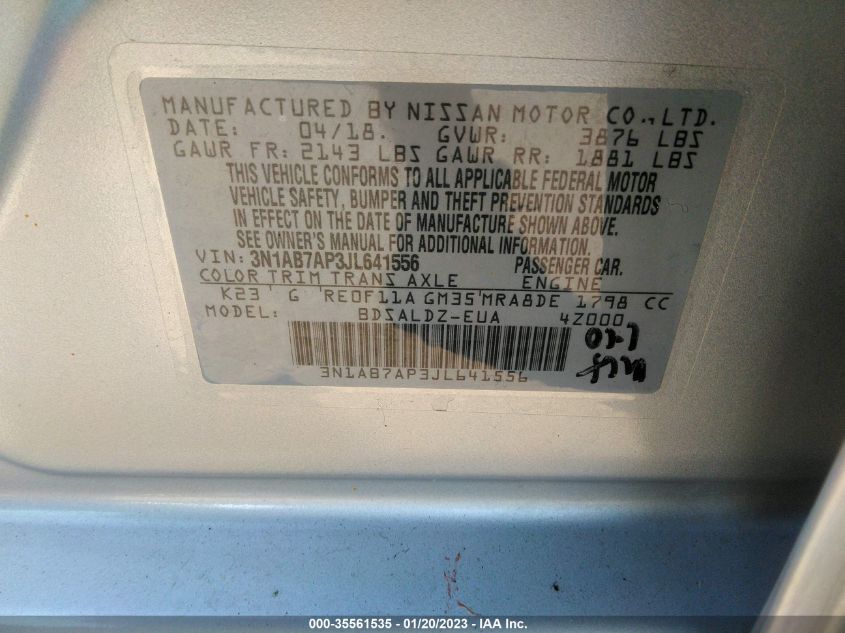 MANUFACTURED BY NISSAN MOTOR CO., LTD.
DATE: 04/18. GVWR: 3876 LBS
GAWR FR: 2143 LBS GAWR RR: 1881 LBS
THIS VEHICLE CONFORMS TO ALL APPLICABLE FEDERAL MOTOR
VEHICLE SAFETY, BUMPER AND THEFT PREVENTION STANDARDS
IN EFFECT ON THE DATE OF MANUFACTURE SHOWN ABOVE.
SEE OWNER'S MANUAL FOR ADDITIONAL INFORMATION.
VIN: 3N1AB7AP3JL641556 PASSENGER CAR.
COLOR TRIM TRANS AXLE ENGINE
K23 G RE0F11A GM35 MRA8DE 1798 CC
MODEL: BDSALDZ-EUA 4Z000
3N1AB7AP3JL641556
000-35561535 — 01/20/2023 — IAA Inc.